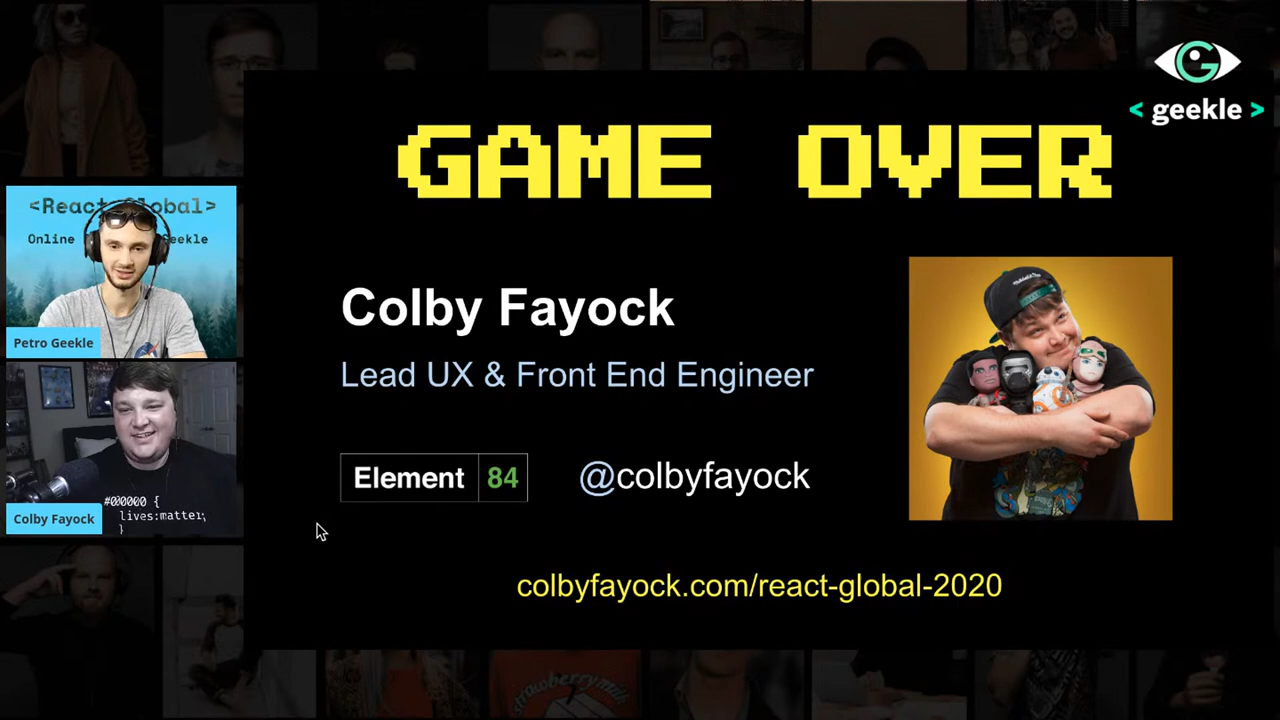 < geekle >
GAME OVER
<React Global>
Online
Geekle
Petro Geekle
Colby Fayock
Lead UX & Front End Engineer
Element 84
@colbyfayock
#000000 {
lives:matter;
}
Colby Fayock
colbyfayock.com/react-global-2020